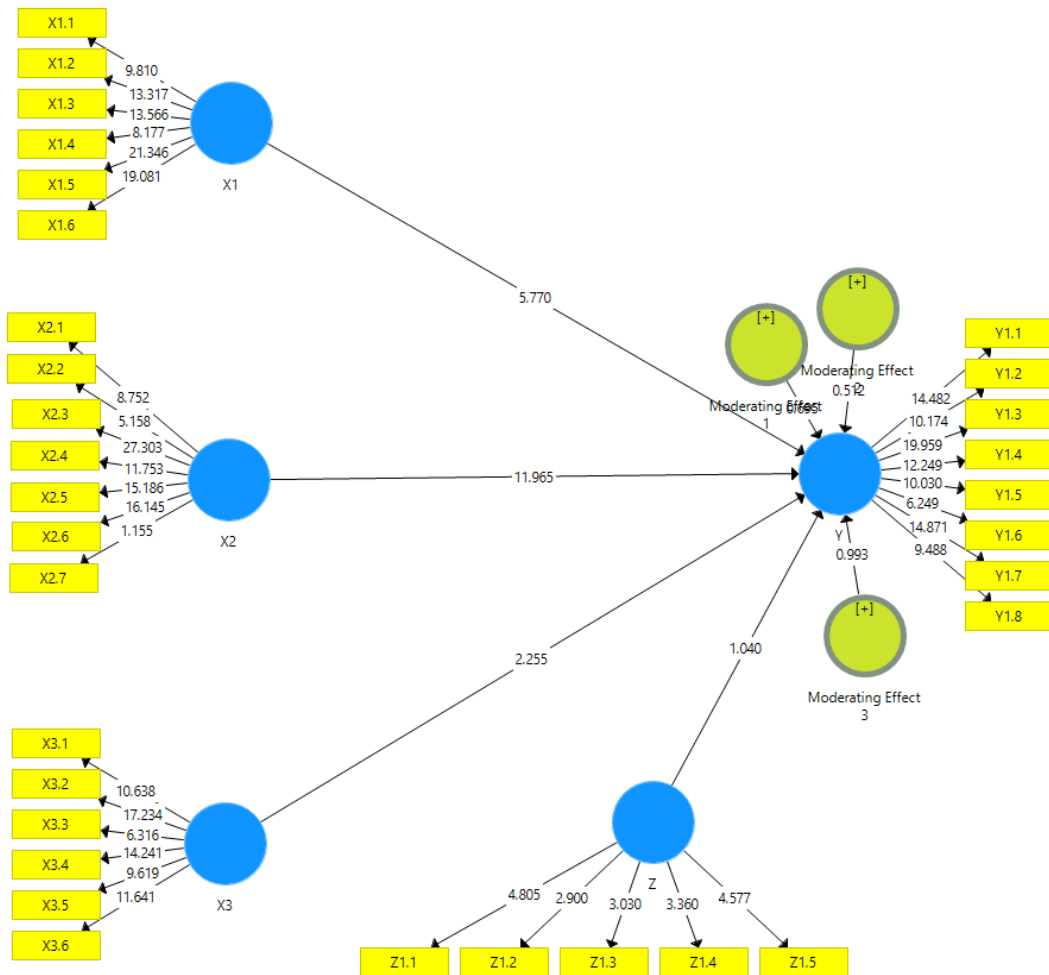 X1.1
X1.2
X1.3
X1.4
X1.5
X1.6
9.810
13.317
13.566
8.177
21.346
19.081
X1
5.770
X2.1
X2.2
X2.3
X2.4
X2.5
X2.6
X2.7
8.752
5.158
27.303
11.753
15.186
16.145
1.155
X2
11.965
[+]
Moderating Effect
1
0.695
[+]
Moderating Effect
2
0.512
Y
14.482
10.174
19.959
12.249
10.030
6.249
14.871
9.488
Y1.1
Y1.2
Y1.3
Y1.4
Y1.5
Y1.6
Y1.7
Y1.8
0.993
[+]
Moderating Effect
3
X3.1
X3.2
X3.3
X3.4
X3.5
X3.6
10.638
17.234
6.316
14.241
9.619
11.641
X3
2.255
1.040
Z
4.805
2.900
3.030
3.360
4.577
Z1.1
Z1.2
Z1.3
Z1.4
Z1.5